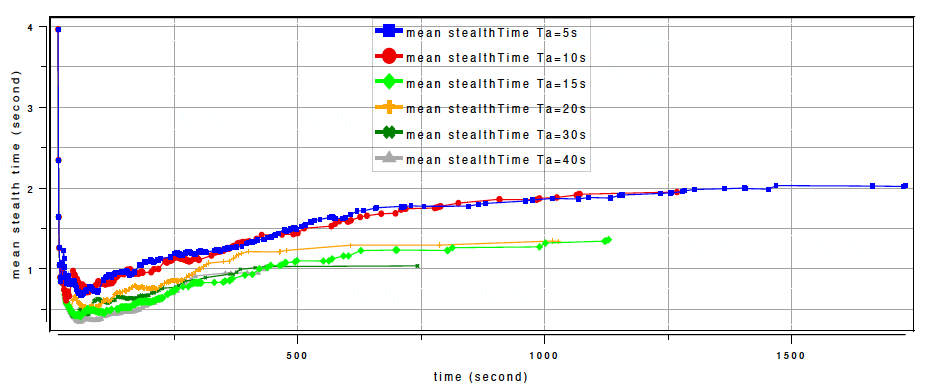 4
3
2
1
mean stealth time (second)
mean stealthTime Ta=5s
mean stealthTime Ta=10s
mean stealthTime Ta=15s
mean stealthTime Ta=20s
mean stealthTime Ta=30s
mean stealthTime Ta=40s
500 1000 1500
time (second)